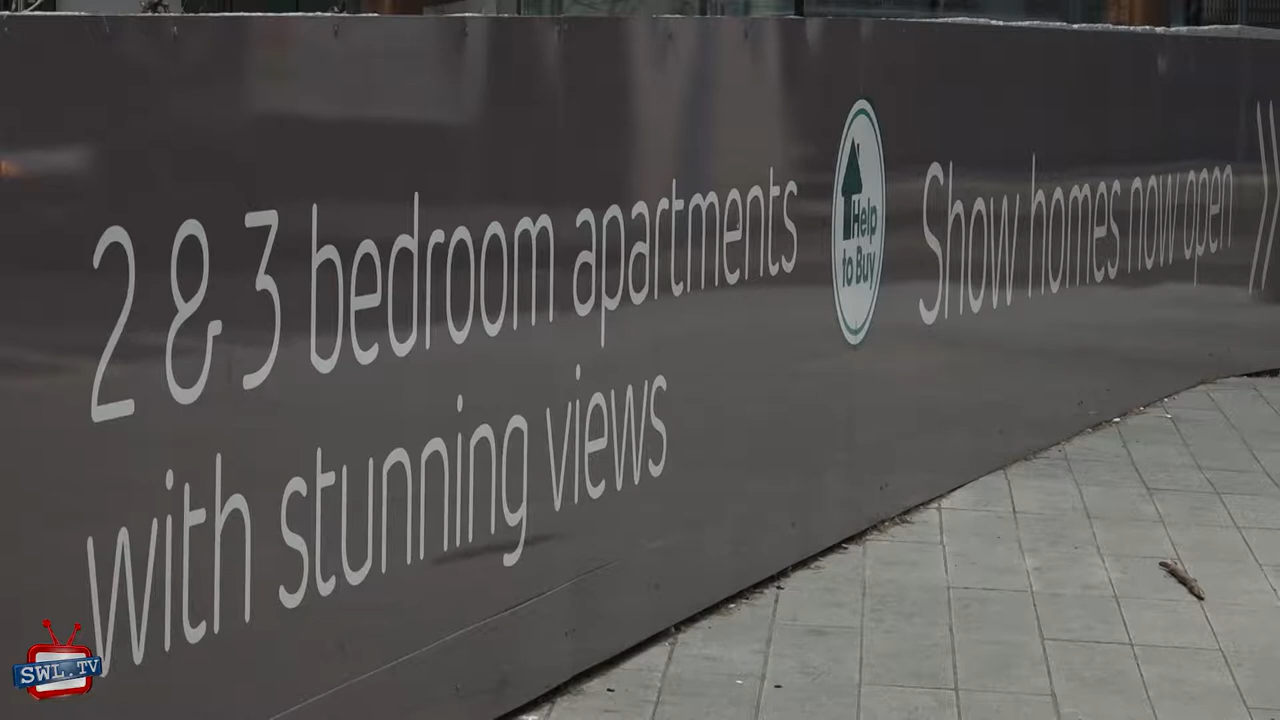 2 & 3 bedroom apartments
with stunning views
Help
to Buy
Show homes now open
SWL.TV